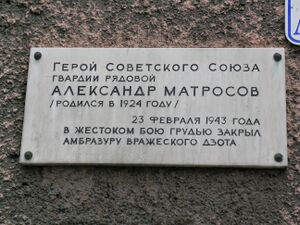 Герой Советского Союза
гвардии рядовой
Александр Матросов
/родился в 1924 году/
23 февраля 1943 года
в жестоком бою грудью закрыл
амбразуру вражеского дзота